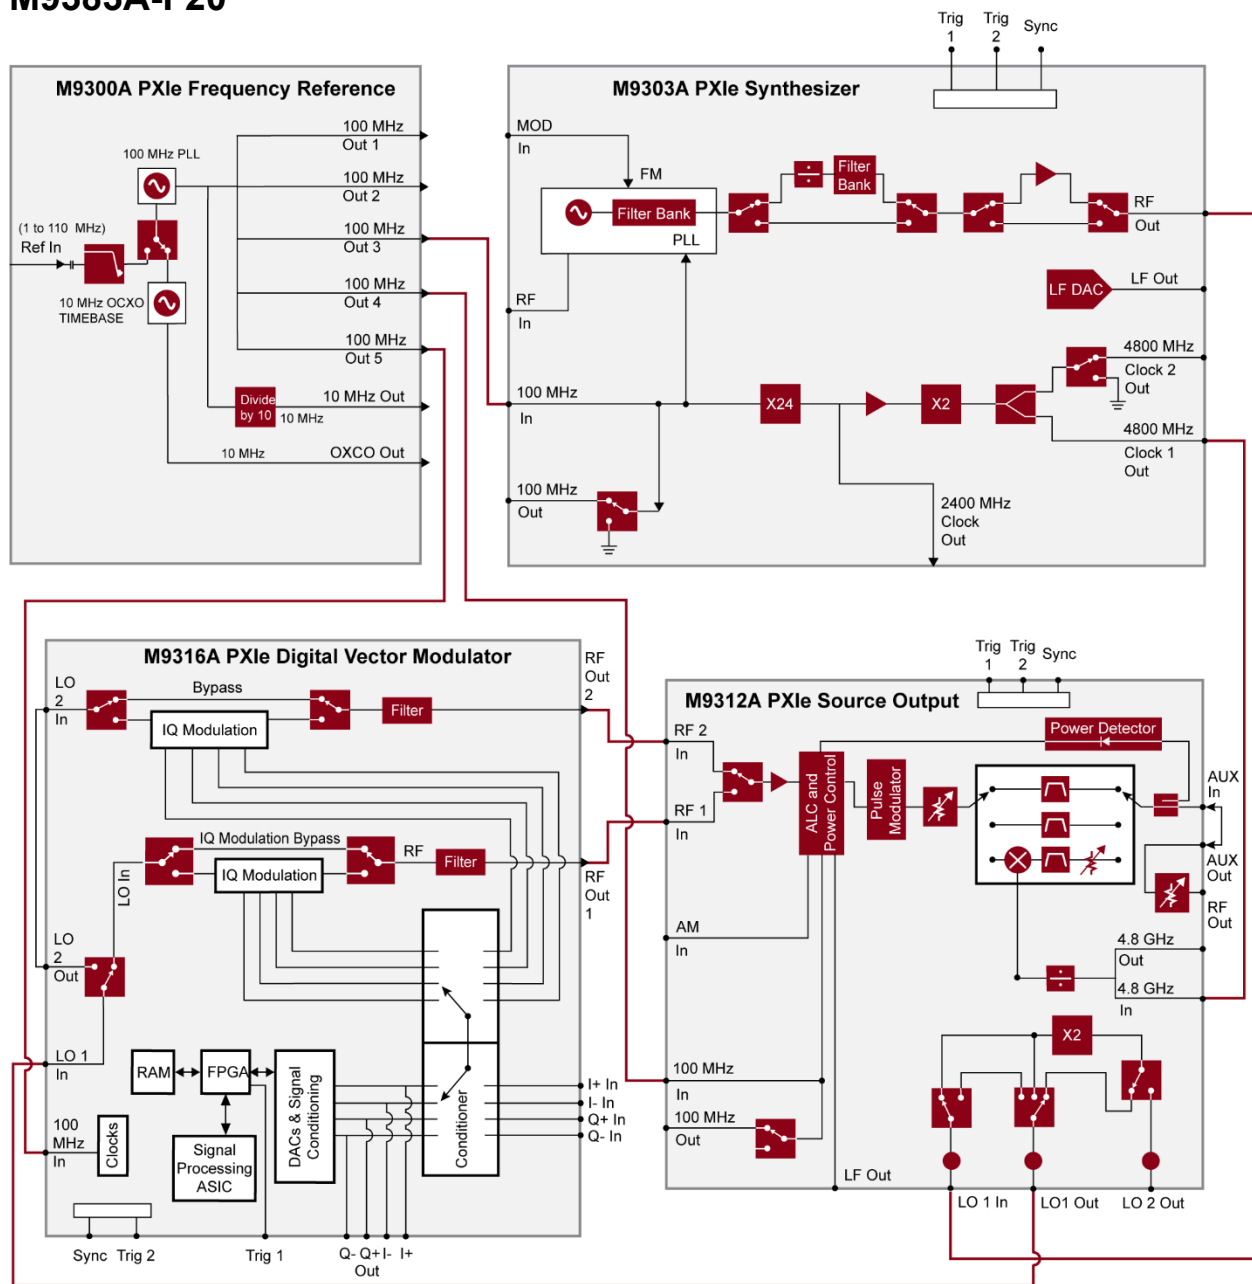 M9383A-F20
Trig
1
Trig
2
Sync
M9300A PXIe Frequency Reference
100 MHz
Out 1
100 MHz PLL
100 MHz
Out 2
(1 to 110 MHz)
Ref In
100 MHz
Out 3
10 MHz OCXO
TIMEBASE
100 MHz
Out 4
100 MHz
Out 5
Divide
by 10
10 MHz
10 MHz Out
10 MHz
OXCO Out
M9303A PXIe Synthesizer
MOD
In
FM
Filter Bank
PLL
÷
Filter
Bank
RF
Out
RF
In
LF DAC
LF Out
100 MHz
In
X24
X2
4800 MHz
Clock 2
Out
4800 MHz
Clock 1
Out
100 MHz
Out
2400 MHz
Clock
Out
M9316A PXIe Digital Vector Modulator
LO
2
In
Bypass
IQ Modulation
Filter
RF
Out
2
IQ Modulation Bypass
RF
Filter
IQ Modulation
RF
Out
1
LO In
LO
2
Out
LO 1
In
RAM
FPGA
DACs & Signal
Conditioning
Conditioner
I+ In
I- In
Q+ In
Q- In
100
MHz
In
Clocks
Signal
Processing
ASIC
Sync
Trig 2
Trig 1
Q- Q+ I- I+
Out
Trig
1
Trig
2
Sync
M9312A PXIe Source Output
RF 2
In
RF 1
In
ALC and
Power Control
Pulse
Modulator
Power Detector
AUX
In
AUX
Out
RF
Out
AM
In
÷
4.8 GHz
Out
4.8 GHz
In
100 MHz
In
100 MHz
Out
X2
LF Out
LO 1 In
LO1 Out
LO 2 Out